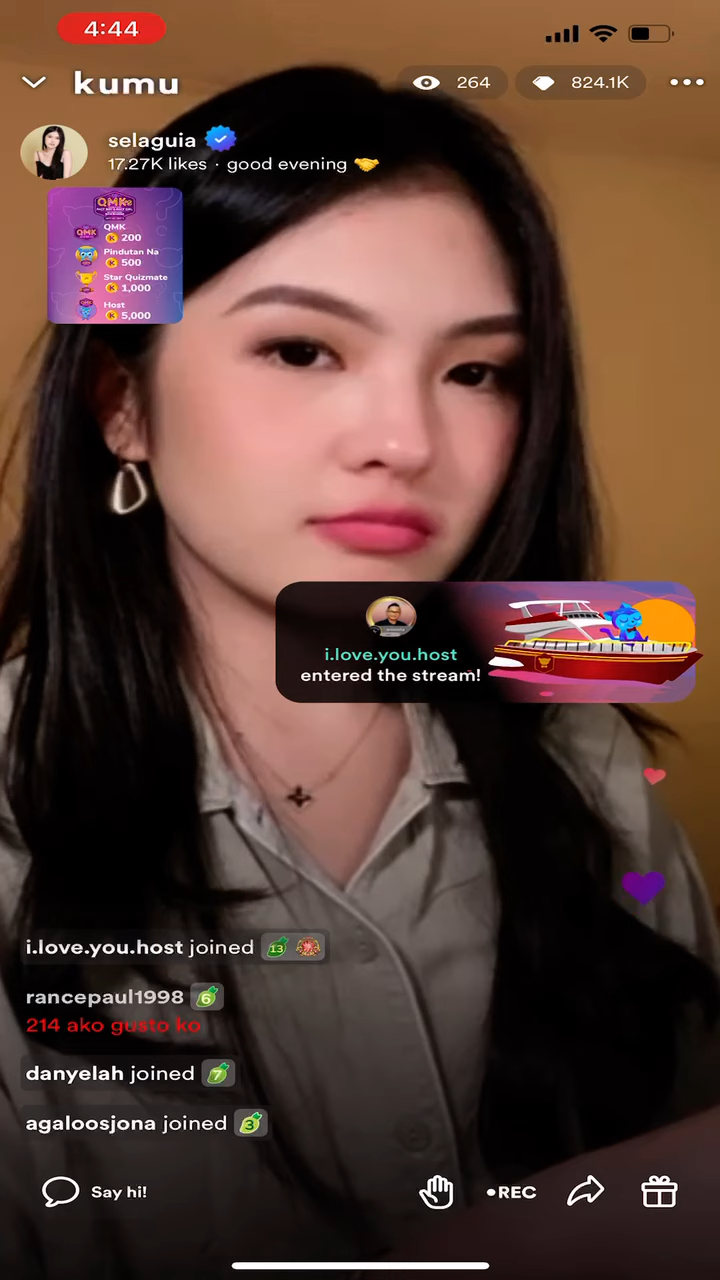 4:44
kumu
264
824.1K
selaguia
17.27K likes · good evening 🤝
QMKs
QMK
200
Pindutan Na
500
Star Quizmate
1,000
Host
5,000
i.love.you.host
entered the stream!
i.love.you.host joined 13
rancepaul1998 6
214 ako gusto ko
danyelah joined 7
agaloosjona joined 3
Say hi!
•REC